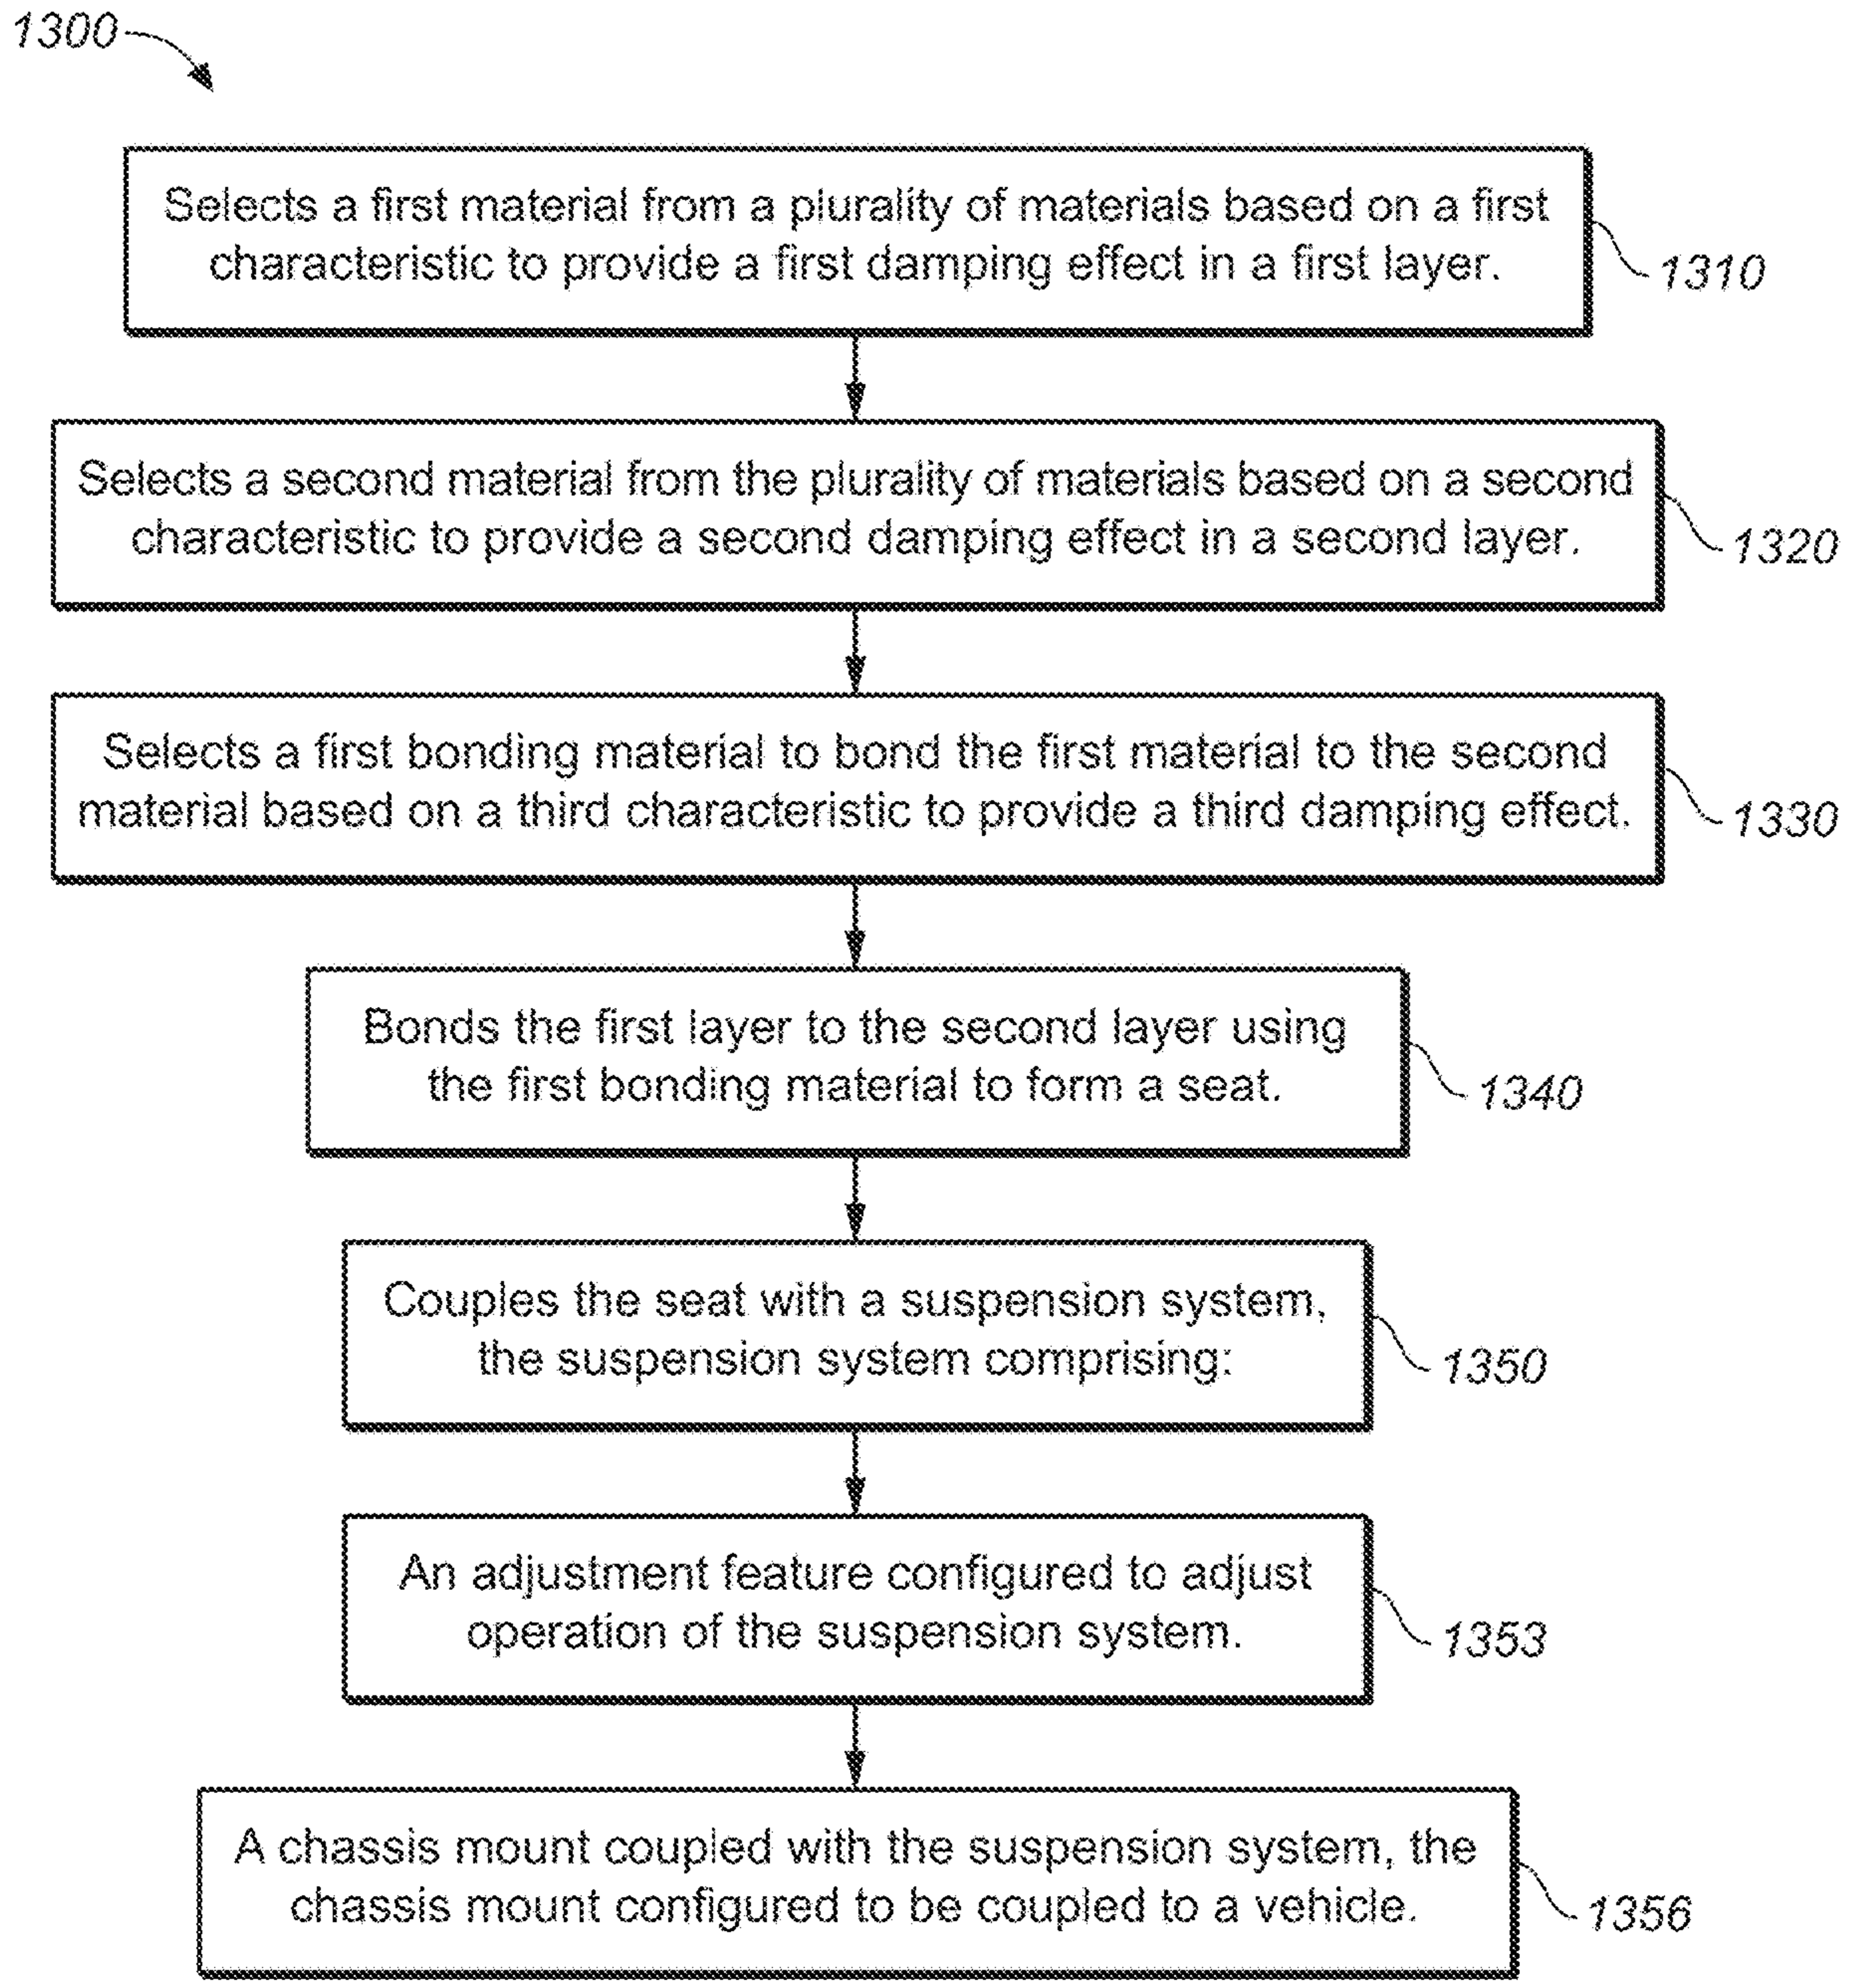 1300
Selects a first material from a plurality of materials based on a first
characteristic to provide a first damping effect in a first layer.
1310
Selects a second material from the plurality of materials based on a second
characteristic to provide a second damping effect in a second layer.
1320
Selects a first bonding material to bond the first material to the second
material based on a third characteristic to provide a third damping effect.
1330
Bonds the first layer to the second layer using
the first bonding material to form a seat.
1340
Couples the seat with a suspension system,
the suspension system comprising:
1350
An adjustment feature configured to adjust
operation of the suspension system.
1353
A chassis mount coupled with the suspension system, the
chassis mount configured to be coupled to a vehicle.
1356